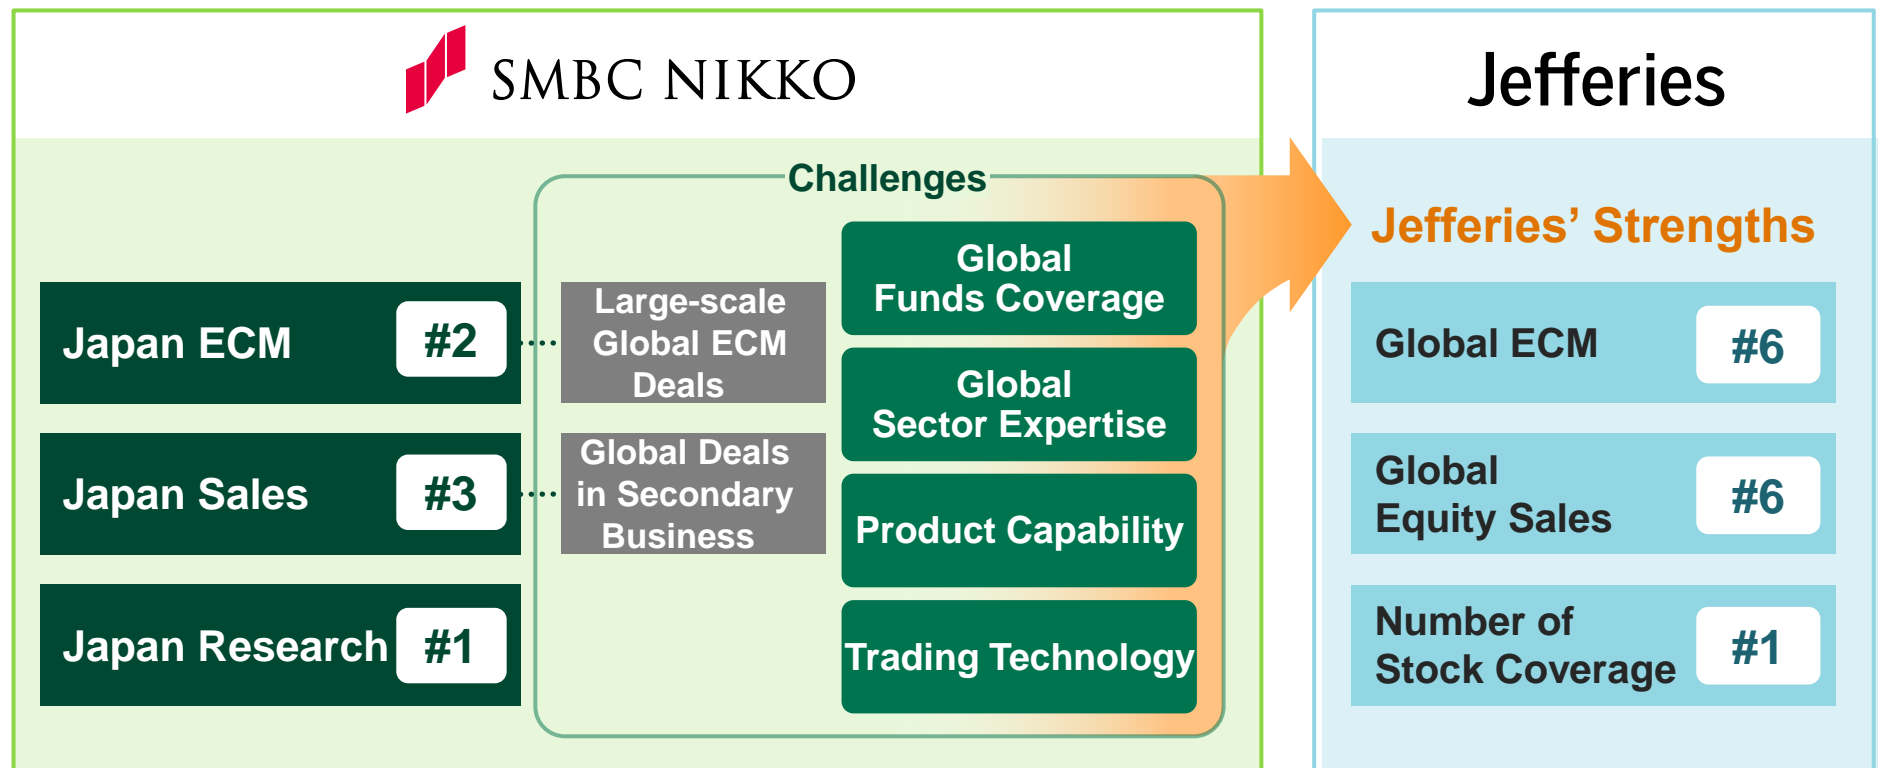 SMBC NIKKO
Challenges
Japan ECM
#2
Japan Sales
#3
Japan Research
#1
Large-scale
Global ECM
Deals
Global Deals
in Secondary
Business
Global
Funds Coverage
Global
Sector Expertise
Product Capability
Trading Technology
Jefferies
Jefferies’ Strengths
Global ECM
#6
Global
Equity Sales
#6
Number of
Stock Coverage
#1